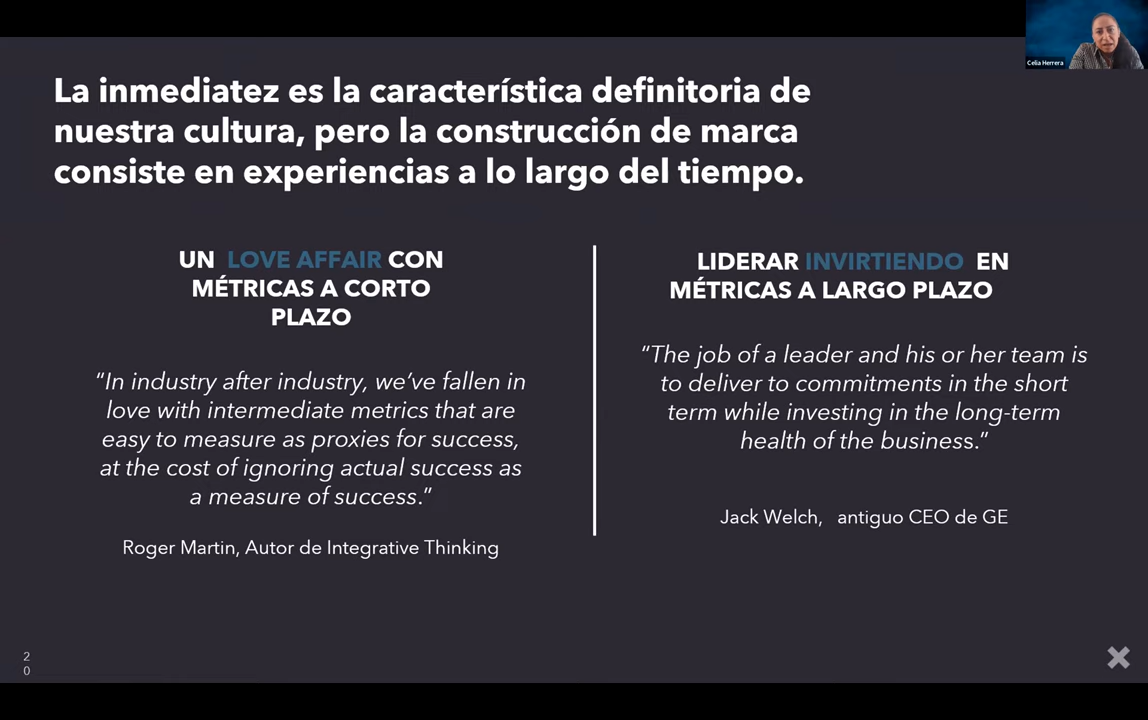 Celia Herrera
La inmediatez es la característica definitoria de
nuestra cultura, pero la construcción de marca
consiste en experiencias a lo largo del tiempo.
UN LOVE AFFAIR CON
MÉTRICAS A CORTO
PLAZO
“In industry after industry, we’ve fallen in
love with intermediate metrics that are
easy to measure as proxies for success,
at the cost of ignoring actual success as
a measure of success.”
Roger Martin, Autor de Integrative Thinking
LIDERAR INVIRTIENDO EN
MÉTRICAS A LARGO PLAZO
“The job of a leader and his or her team is
to deliver to commitments in the short
term while investing in the long-term
health of the business.”
Jack Welch, antiguo CEO de GE
2
0